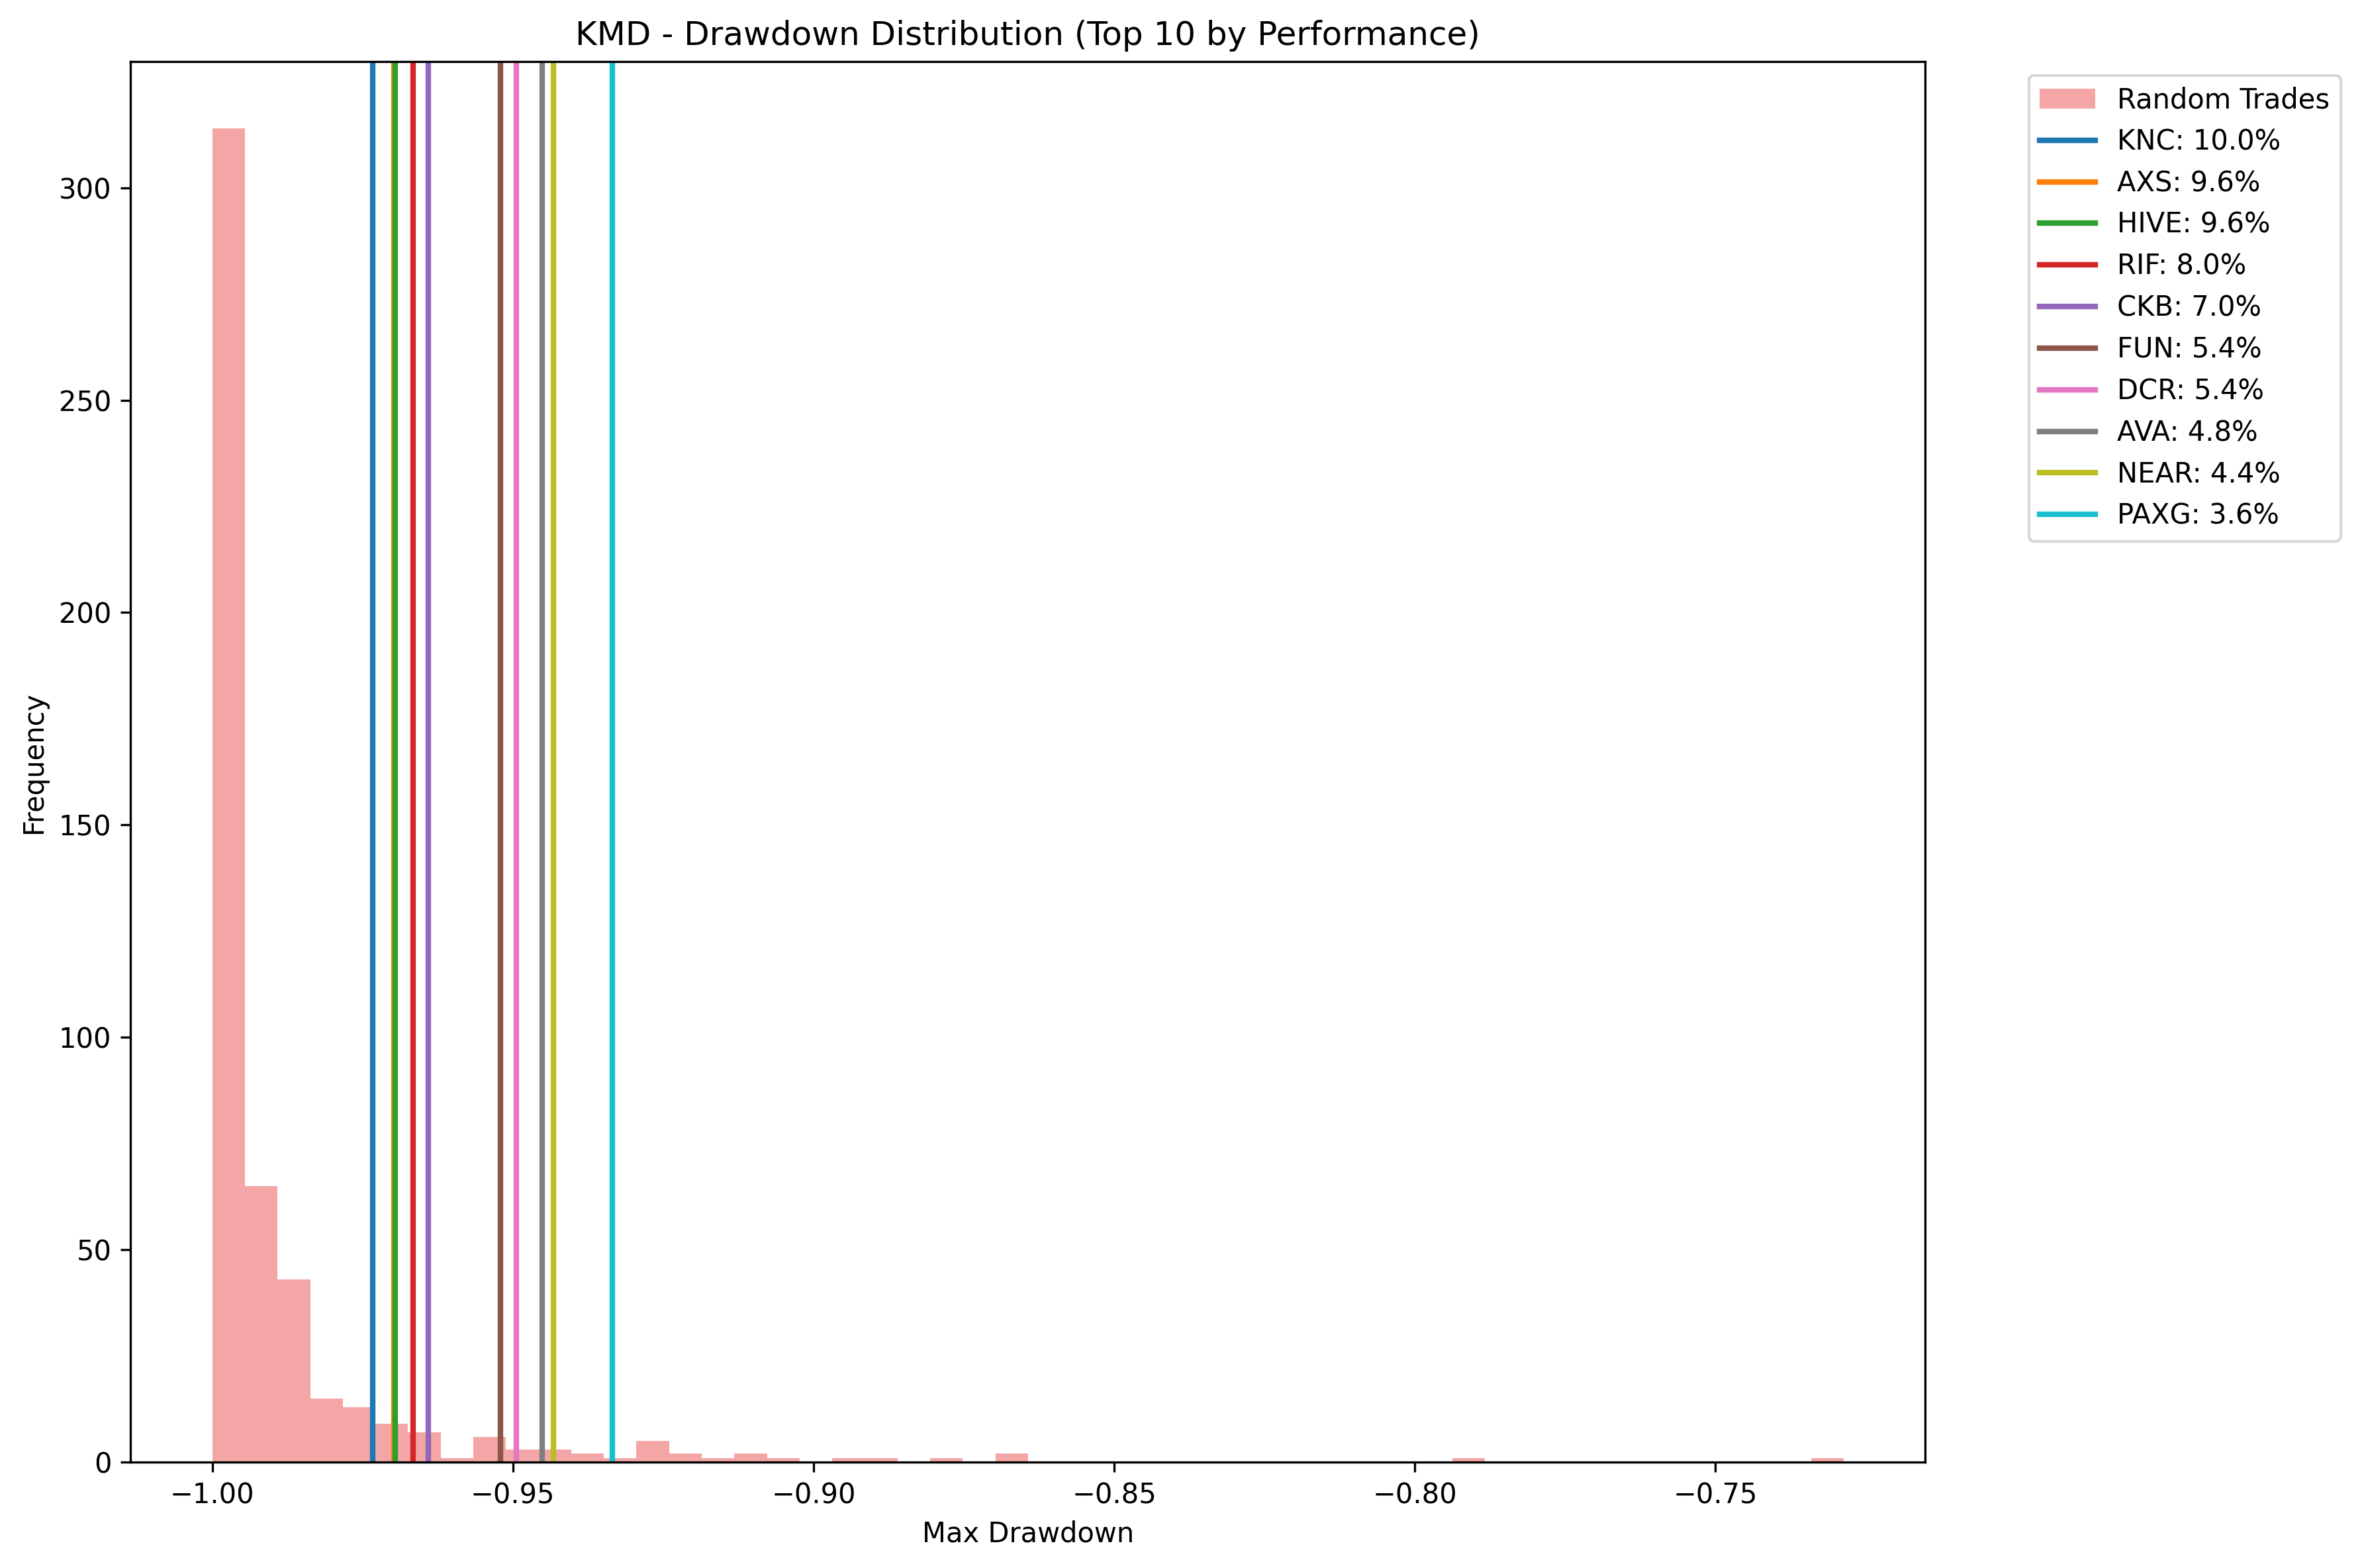 KMD - Drawdown Distribution (Top 10 by Performance)
Random Trades
KNC: 10.0%
AXS: 9.6%
HIVE: 9.6%
RIF: 8.0%
CKB: 7.0%
FUN: 5.4%
DCR: 5.4%
AVA: 4.8%
NEAR: 4.4%
PAXG: 3.6%
Frequency
300
250
200
150
100
50
0
−1.00 −0.95 −0.90 −0.85 −0.80 −0.75
Max Drawdown